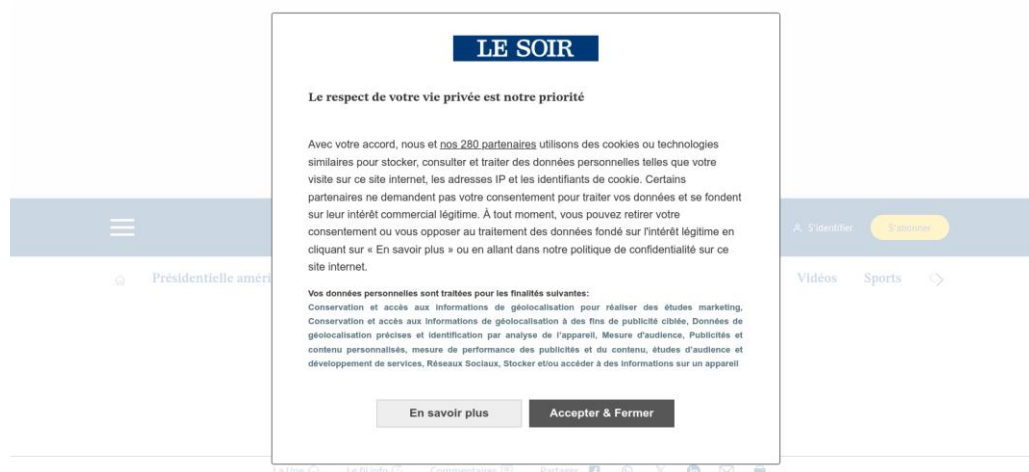 LE SOIR
Le respect de votre vie privée est notre priorité
Avec votre accord, nous et nos 280 partenaires utilisons des cookies ou technologies
similaires pour stocker, consulter et traiter des données personnelles telles que votre
visite sur ce site internet, les adresses IP et les identifiants de cookie. Certains
partenaires ne demandent pas votre consentement pour traiter vos données et se fondent
sur leur intérêt commercial légitime. À tout moment, vous pouvez retirer votre
consentement ou vous opposer au traitement des données fondé sur l'intérêt légitime en
cliquant sur « En savoir plus » ou en allant dans notre politique de confidentialité sur ce
site internet.
S'identifier S'abonner
Présidentielle améri Vidéos Sports
Vos données personnelles sont traitées pour les finalités suivantes:
Conservation et accès aux informations de géolocalisation pour réaliser des études marketing,
Conservation et accès aux informations de géolocalisation à des fins de publicité ciblée, Données de
géolocalisation précises et identification par analyse de l'appareil, Mesure d'audience, Publicités et
contenu personnalisés, mesure de performance des publicités et du contenu, études d'audience et
développement de services, Réseaux Sociaux, Stocker et/ou accéder à des informations sur un appareil
En savoir plus Accepter & Fermer
La Une Le fil info Commentaires Partages